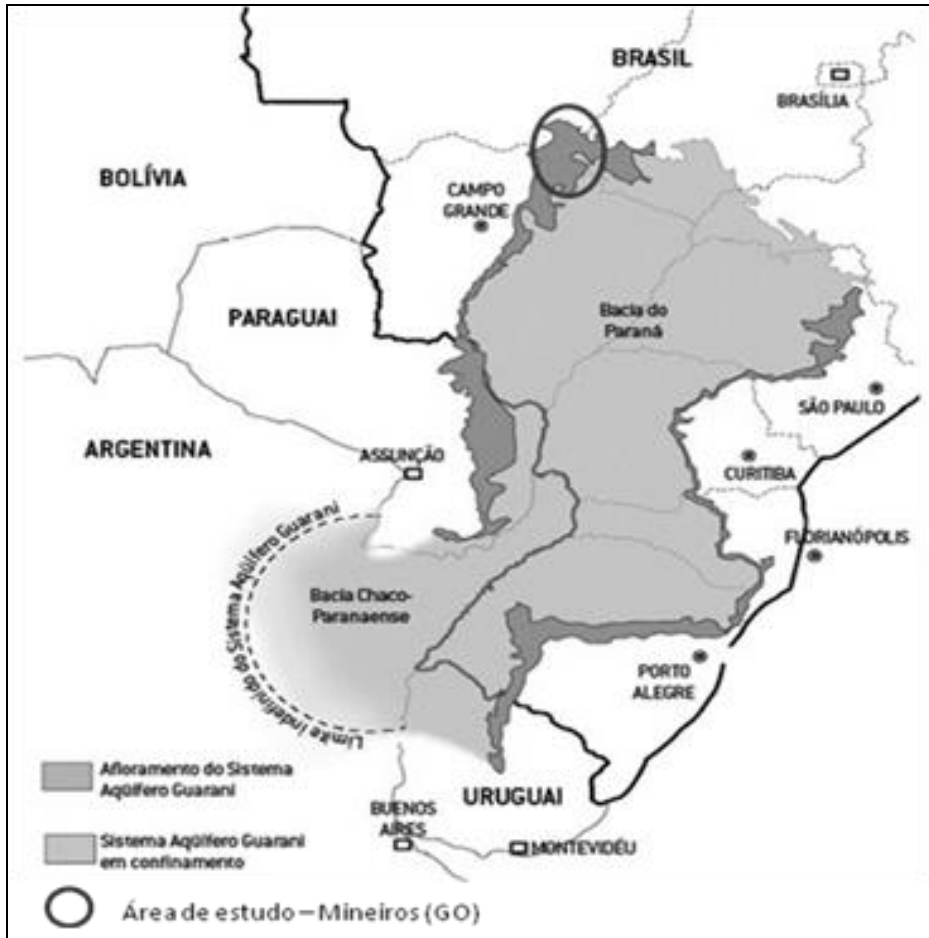 BRASIL
BRASÍLIA
BOLÍVIA
CAMPO
GRANDE
PARAGUAI
Bacia do
Paraná
SÃO PAULO
ARGENTINA
ASSUNÇÃO
CURITIBA
FLORIANÓPOLIS
Limite indefinido do Sistema Aqüífero Guarani
Bacia Chaco-
Paranaense
PORTO
ALEGRE
Afloramento do Sistema
Aqüífero Guarani
URUGUAI
BUENOS
AIRES
Sistema Aqüífero Guarani
em confinamento
MONTEVIDÉU
Área de estudo – Mineiros (GO)